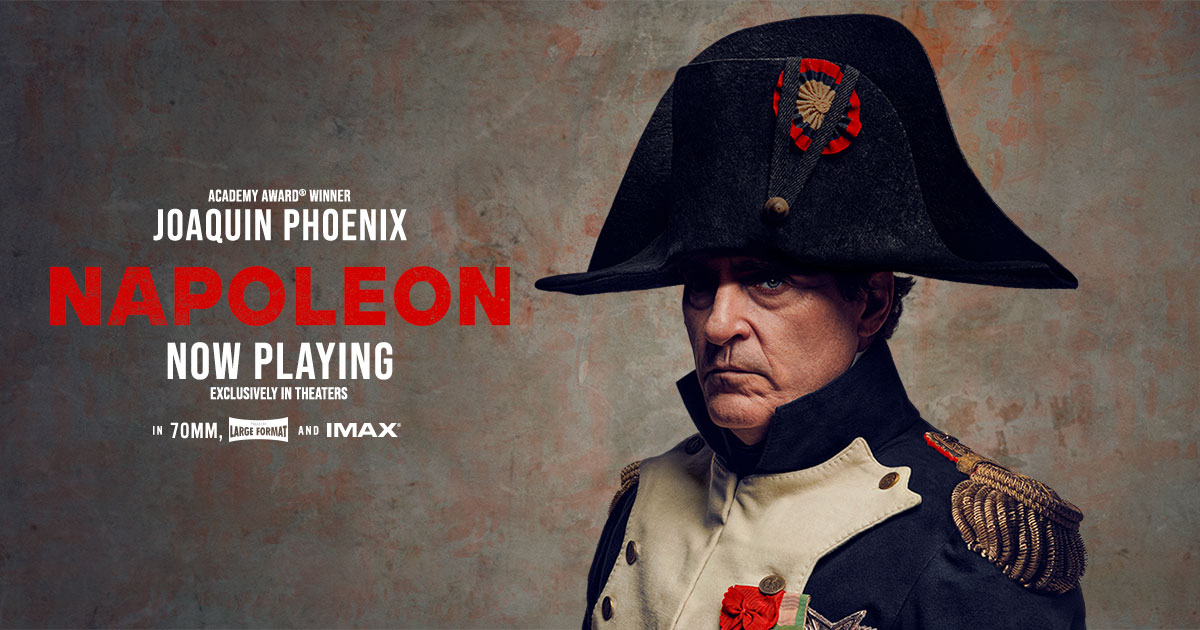 ACADEMY AWARD® WINNER
JOAQUIN PHOENIX
NAPOLEON
NOW PLAYING
EXCLUSIVELY IN THEATERS
IN 70MM, LARGE FORMAT AND IMAX®